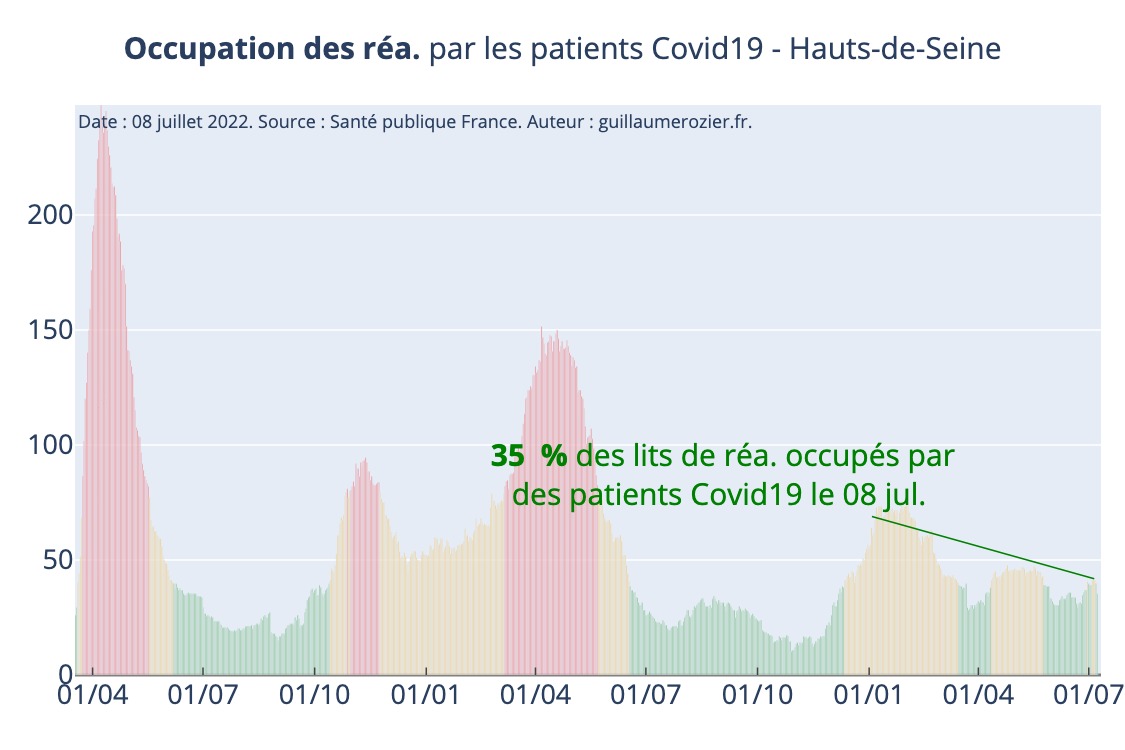 Occupation des réa. par les patients Covid19 - Hauts-de-Seine
Date : 08 juillet 2022. Source : Santé publique France. Auteur : guillaumerozier.fr.
200
150
100
50
0
35 % des lits de réa. occupés par
des patients Covid19 le 08 jul.
01/04 01/07 01/10 01/01 01/04 01/07 01/10 01/01 01/04 01/07